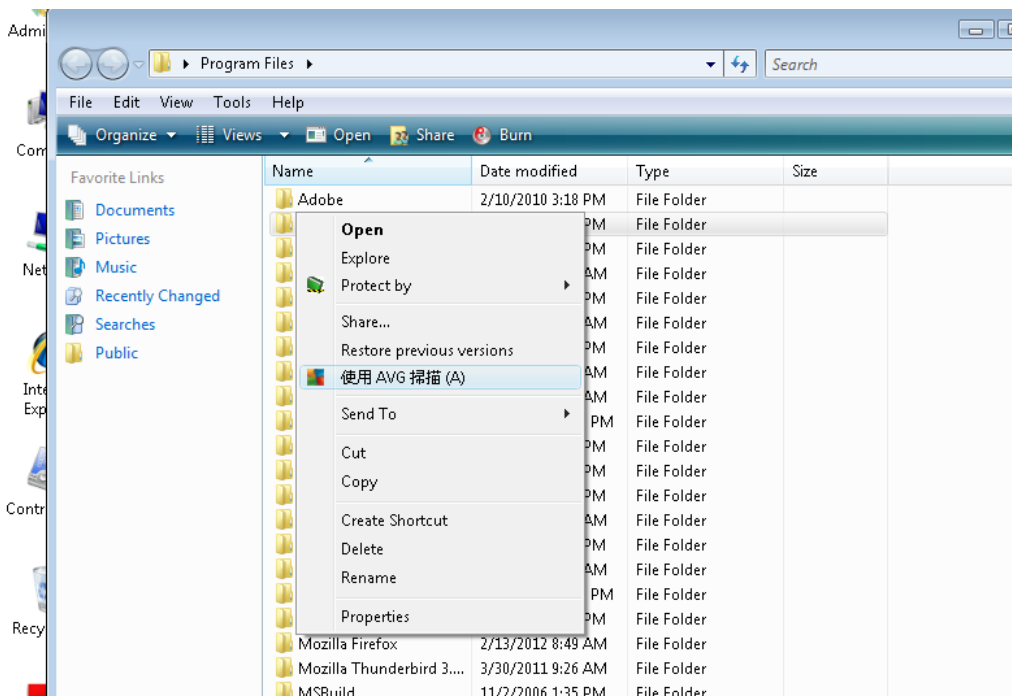 Admi
Program Files
Search
File Edit View Tools Help
Organize Views Open Share Burn
Com
Favorite Links
Name Date modified Type Size
Documents
Pictures
Music
Recently Changed
Searches
Public
Net
Inte
Exp
Contr
Recy
Adobe 2/10/2010 3:18 PM File Folder
PM File Folder
PM File Folder
AM File Folder
PM File Folder
AM File Folder
PM File Folder
AM File Folder
AM File Folder
PM File Folder
PM File Folder
PM File Folder
PM File Folder
AM File Folder
PM File Folder
AM File Folder
PM File Folder
PM File Folder
Mozilla Firefox 2/13/2012 8:49 AM File Folder
Mozilla Thunderbird 3.... 3/30/2011 9:26 AM File Folder
MSBuild 11/2/2006 1:35 PM File Folder
Open
Explore
Protect by
Share...
Restore previous versions
使用 AVG 掃描 (A)
Send To
Cut
Copy
Create Shortcut
Delete
Rename
Properties